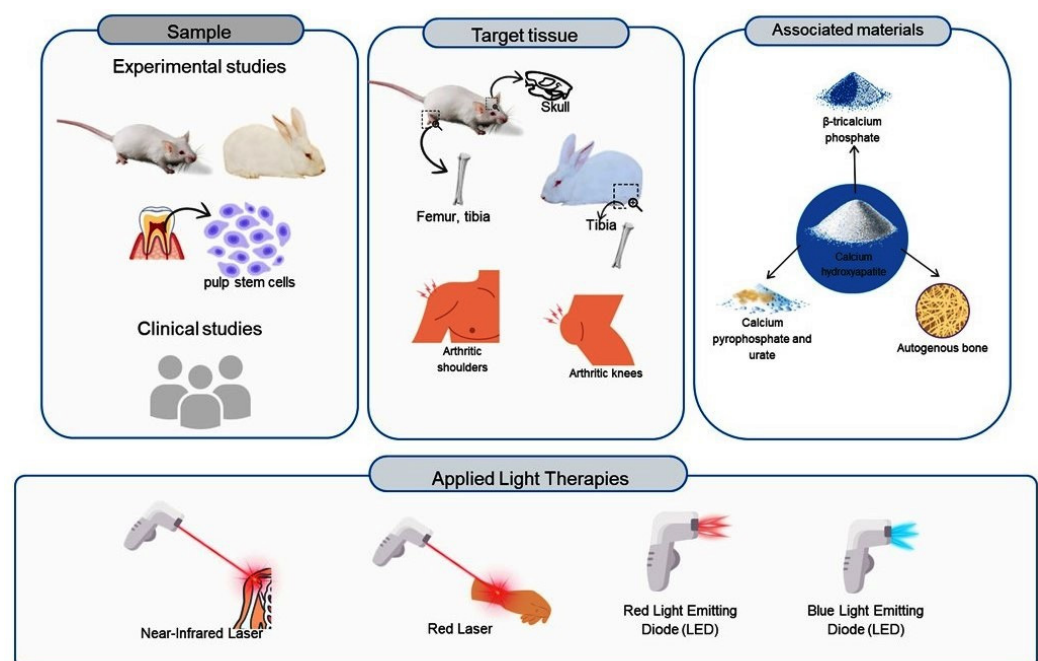 Sample
Experimental studies
pulp stem cells
Clinical studies
Target tissue
Skull
Femur, tibia
Tibia
Arthritic
shoulders
Arthritic knees
Associated materials
β-tricalcium
phosphate
Calcium
hydroxyapatite
Calcium
pyrophosphate and
urate
Autogenous bone
Applied Light Therapies
Near-Infrared Laser
Red Laser
Red Light Emitting
Diode (LED)
Blue Light Emitting
Diode (LED)